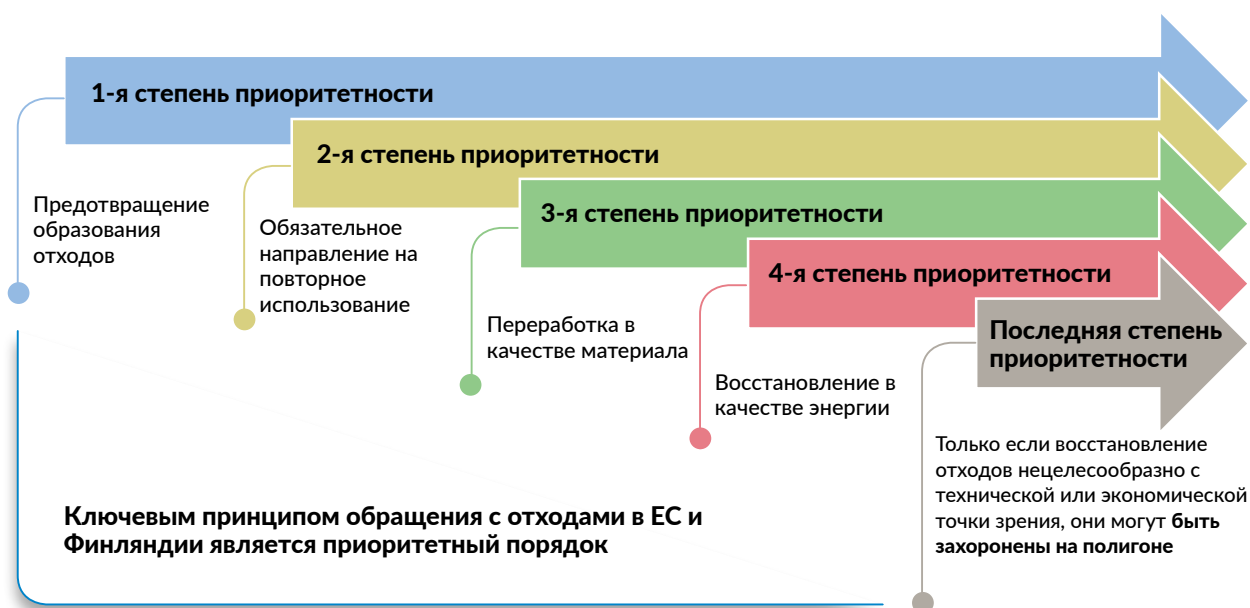 1-я степень приоритетности
Предотвращение
образования
отходов
2-я степень приоритетности
Обязательное
направление на
повторное
использование
3-я степень приоритетности
Переработка в
качестве материала
4-я степень приоритетности
Восстановление в
качестве энергии
Последняя степень
приоритетности
Только если восстановление
отходов нецелесообразно с
технической или экономической
точки зрения, они могут быть
захоронены на полигоне
Ключевым принципом обращения с отходами в ЕС и
Финляндии является приоритетный порядок